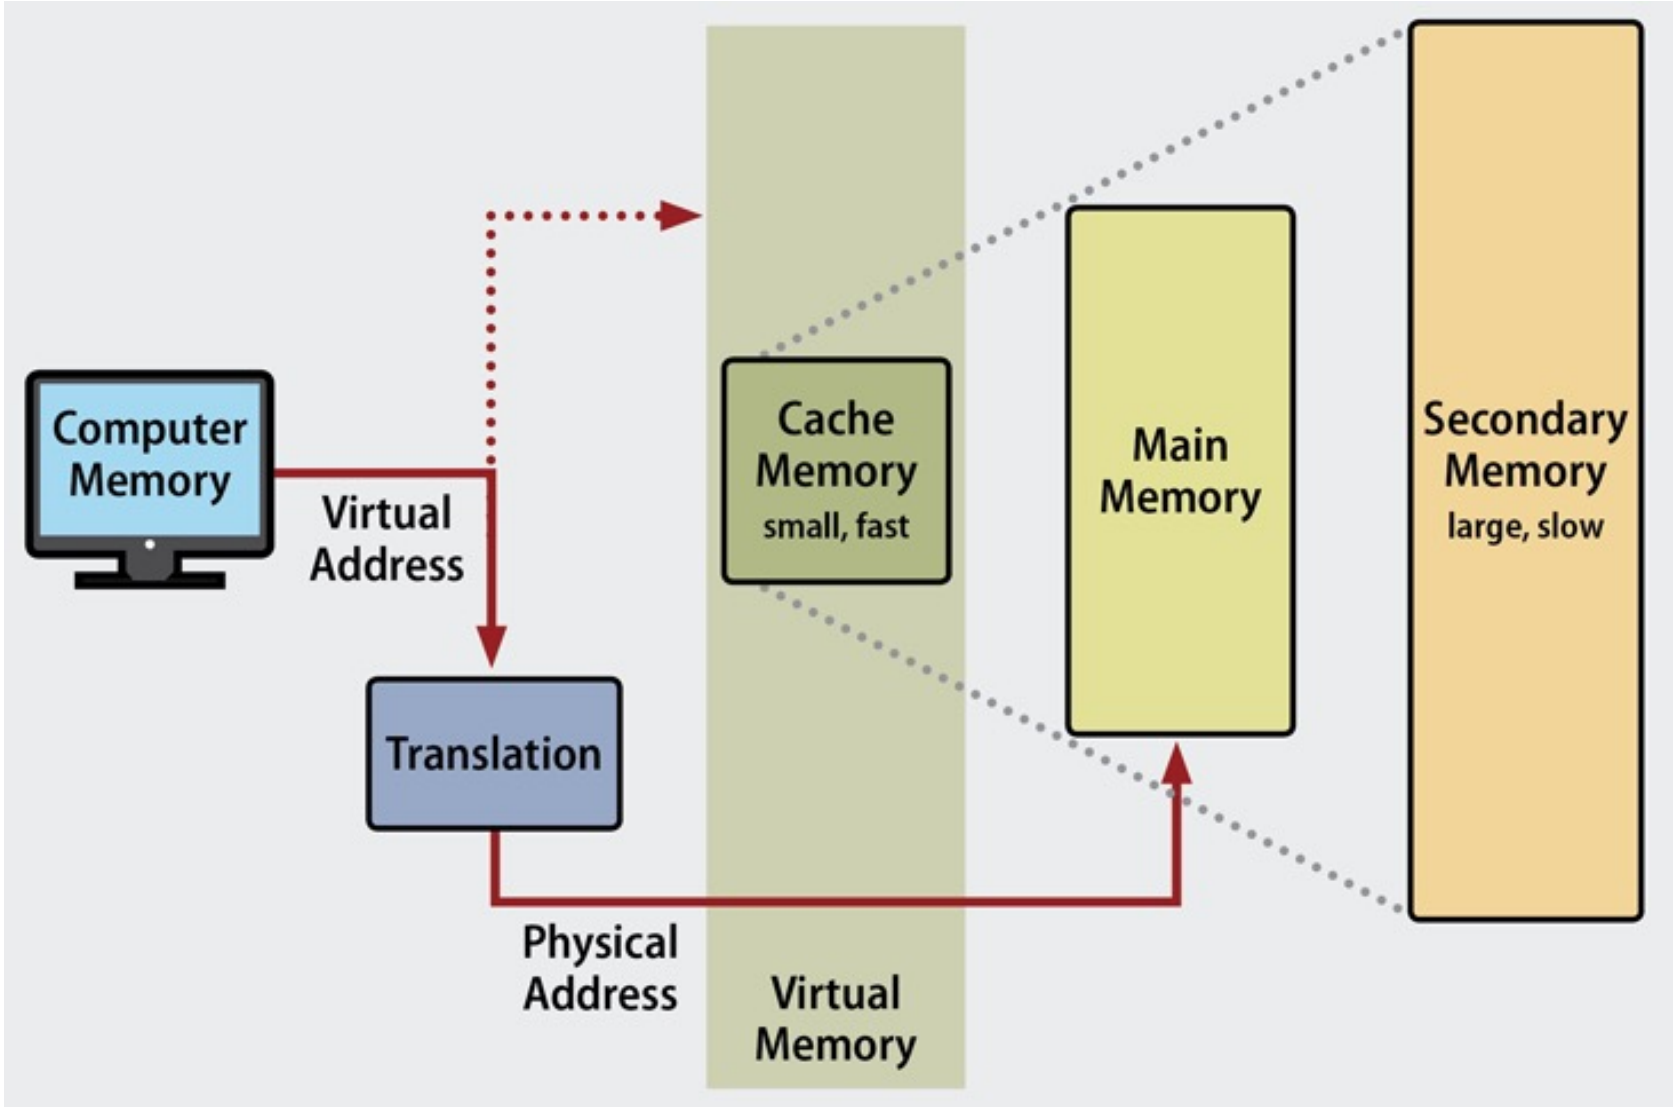 Computer
Memory
Virtual
Address
Translation
Physical
Address
Cache
Memory
small, fast
Virtual
Memory
Main
Memory
Secondary
Memory
large, slow